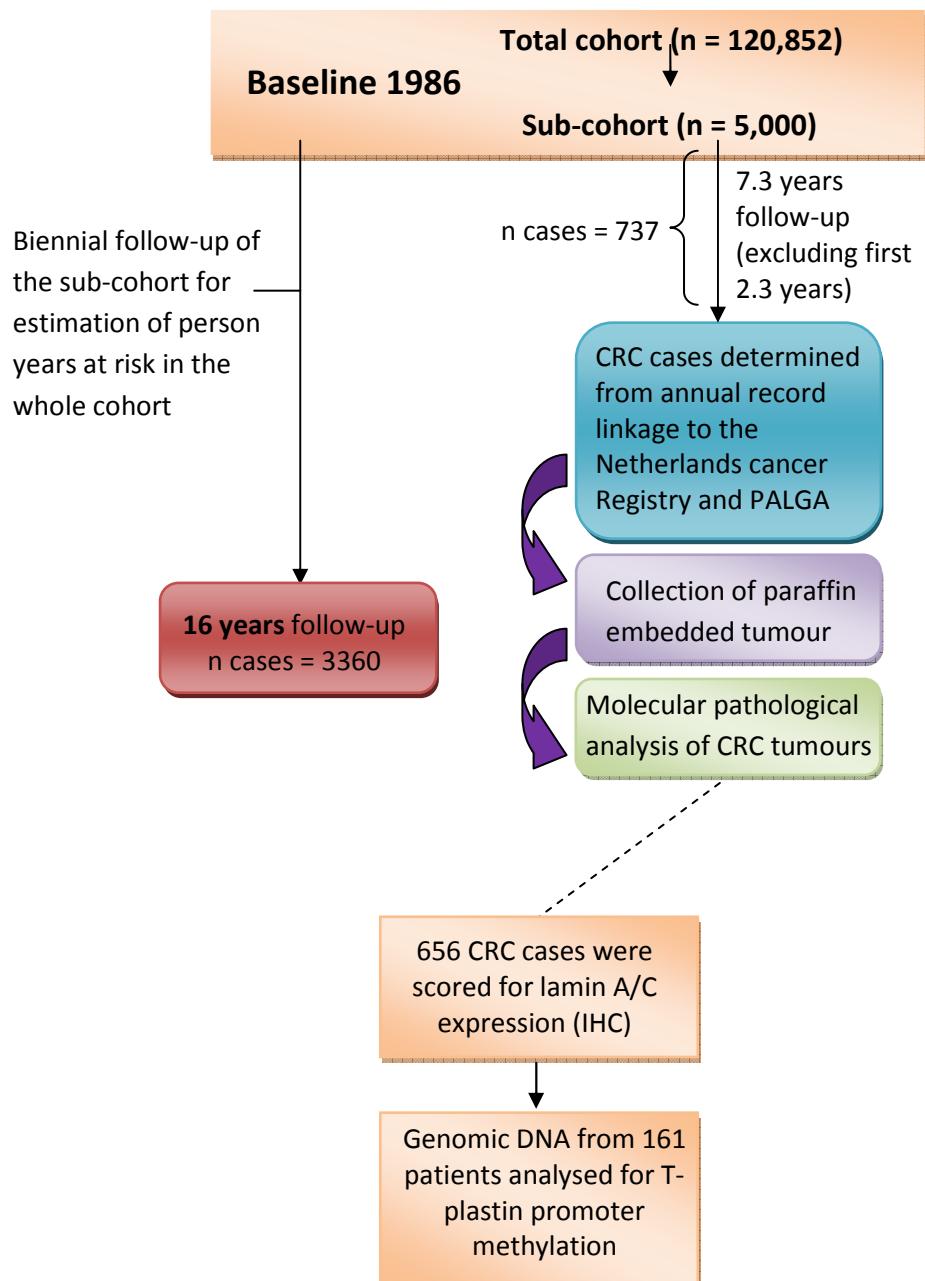 Total cohort (n = 120,852)
Baseline 1986
Sub-cohort (n = 5,000)
7.3 years
follow-up
(excluding first
2.3 years)
n cases = 737
Biennial follow-up of
the sub-cohort for
estimation of person
years at risk in the
whole cohort
CRC cases determined
from annual record
linkage to the
Netherlands cancer
Registry and PALGA
Collection of paraffin
embedded tumour
16 years follow-up
n cases = 3360
Molecular pathological
analysis of CRC tumours
656 CRC cases were
scored for lamin A/C
expression (IHC)
Genomic DNA from 161
patients analysed for T-
plastin promoter
methylation